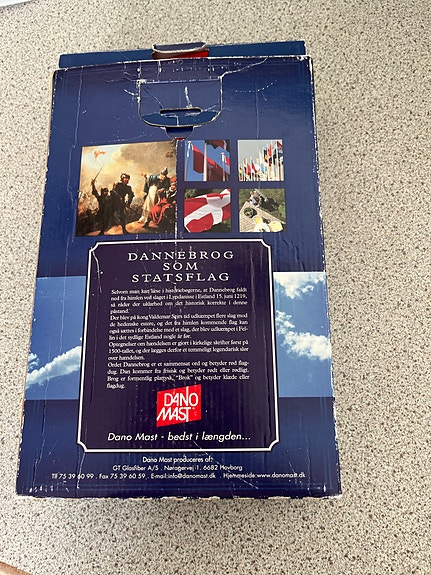 DANNEBROG
SOM
STATSFLAG
Selvom man kan læse i historiebøgerne, at Dannebrog faldt
ned fra himlen ved slaget i Lyndanisse i Estland 15. juni 1219,
så råder der uklarhed om det historisk korrekte i denne
påstand.
Der blev på kong Valdemar Sejrs tid udkæmpet flere slag mod
de hedenske estere, og det fra himlen kommende flag kan
også sættes i forbindelse med et slag, der blev udkæmpet i Fel-
lin i det sydlige Estland nogle år før.
Optegnelser om hændelsen er gjort i kirkelige skrifter først på
1500-tallet, og der lægges derfor et temmeligt legendarisk skær
over hændelsen.
Ordet Dannebrog er et sammensat ord og betyder rød flag-
dug. Dan kommer fra frisisk og betyder rødt eller rødligt.
Brog er formentlig plattysk, "Brok" og betyder klæde eller
flagdug.
DANO
MAST
Dano Mast - bedst i længden...
Dano Mast produceres af:
GT Glasfiber A/S . Nørrogervej 1. 6682 Hovborg
Tlf 75 39 60 99 . Fax 75 39 60 59 . E-mail:info@danomast.dk . Hjemmeside:www.danomast.dk